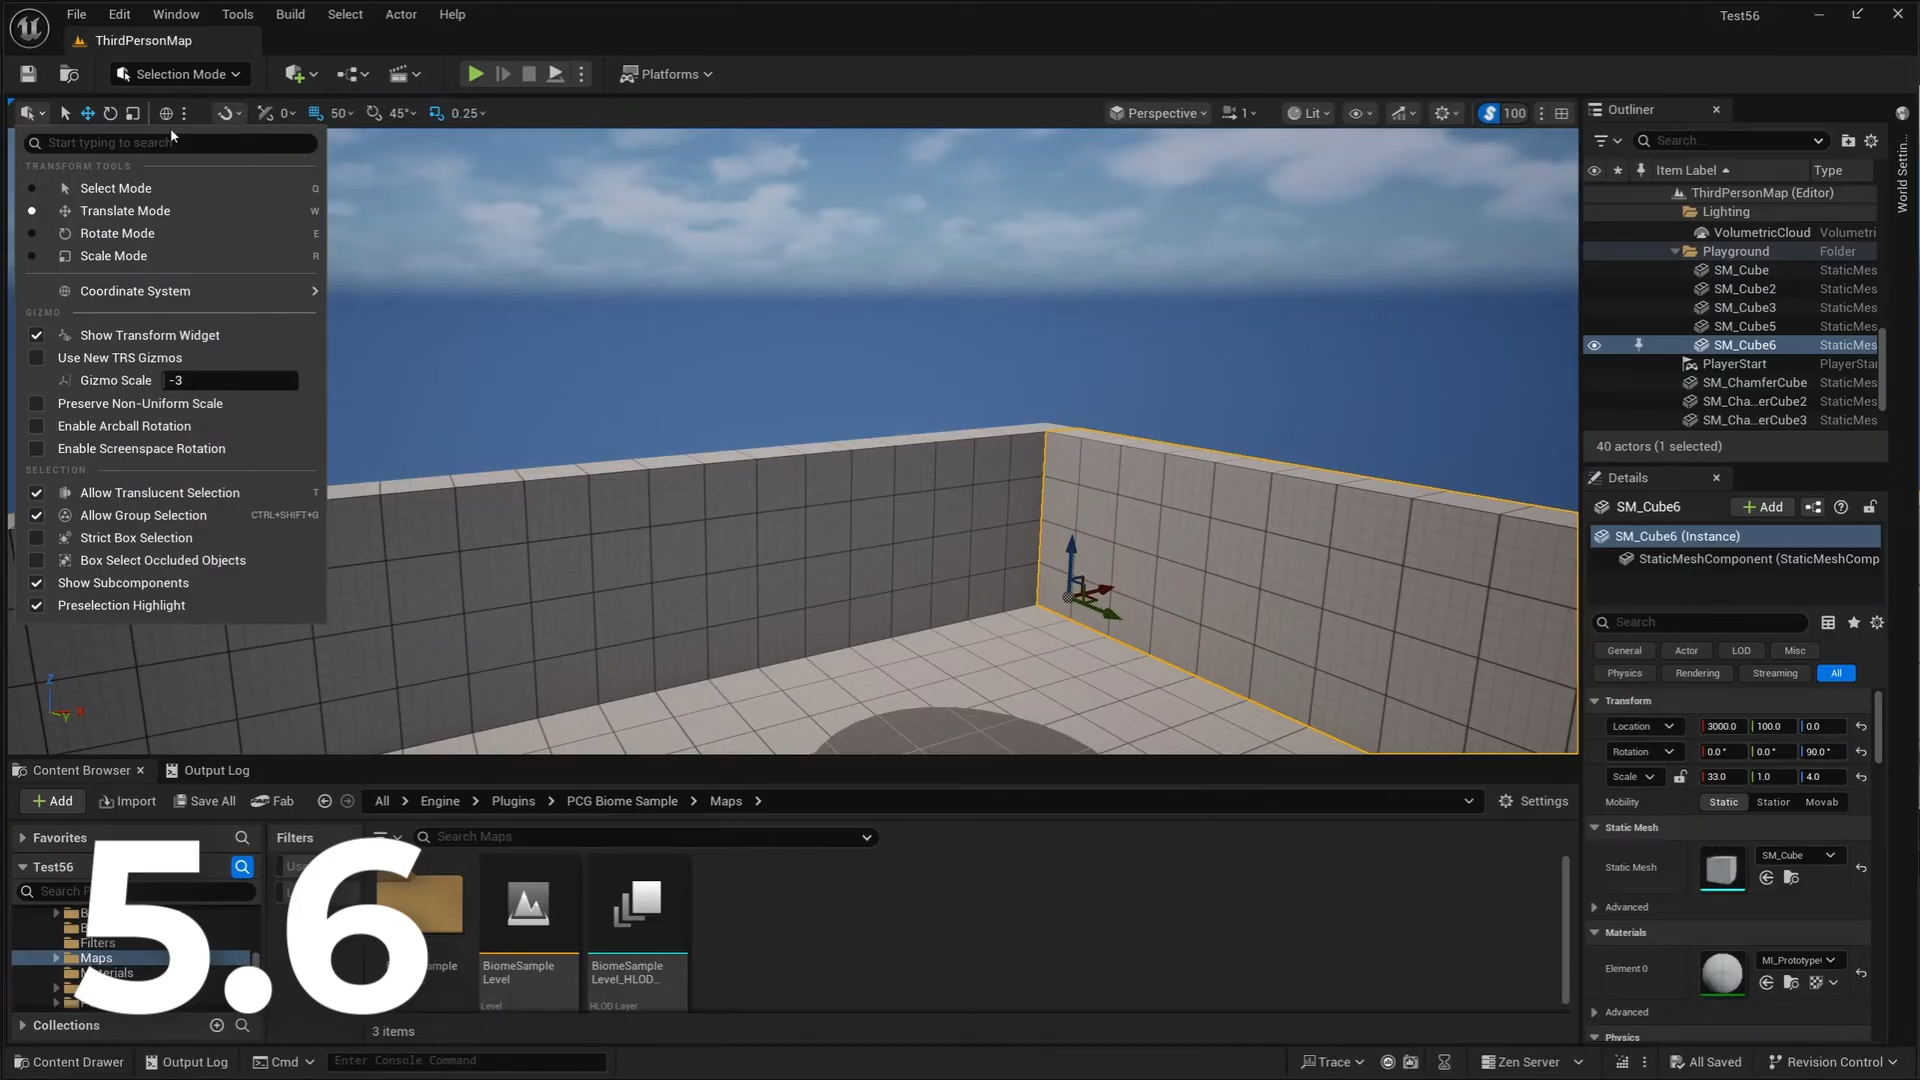 File Edit Window Tools Build Select Actor Help
Test56
ThirdPersonMap
Selection Mode
Platforms
0
50
45°
0.25
Perspective
1
Lit
100
Start typing to search
TRANSFORM TOOLS
Select Mode Q
Translate Mode W
Rotate Mode E
Scale Mode R
Coordinate System
GIZMO
Show Transform Widget
Use New TRS Gizmos
Gizmo Scale -3
Preserve Non-Uniform Scale
Enable Arcball Rotation
Enable Screenspace Rotation
SELECTION
Allow Translucent Selection T
Allow Group Selection CTRL+SHIFT+G
Strict Box Selection
Box Select Occluded Objects
Show Subcomponents
Preselection Highlight
Z
X
Y
Outliner
Search...
Item Label Type
ThirdPersonMap (Editor)
Lighting
VolumetricCloud Volumetri
Playground Folder
SM_Cube StaticMes
SM_Cube2 StaticMes
SM_Cube3 StaticMes
SM_Cube5 StaticMes
SM_Cube6 StaticMes
PlayerStart PlayerStar
SM_ChamferCube StaticMes
SM_Cha...erCube2 StaticMes
SM_Cha...erCube3 StaticMes
40 actors (1 selected)
World Settin..
Details
SM_Cube6
Add
SM_Cube6 (Instance)
StaticMeshComponent (StaticMeshComp
Search
General Actor LOD Misc
Physics Rendering Streaming All
Transform
Location 3000.0 100.0 0.0
Rotation 0.0° 0.0° 90.0°
Scale 33.0 1.0 4.0
Mobility Static Station Movab
Static Mesh
Static Mesh SM_Cube
Advanced
Materials
Element 0 MI_Prototype
Advanced
Physics
Content Browser
Output Log
Add
Import
Save All
Fab
All Engine Plugins PCG Biome Sample Maps
Settings
Favorites
Test56
Filters
Maps
Collections
Filters
Search Maps
BiomeSample
Level
Level
BiomeSample
Level_HLOD...
HLOD Layer
3 items
5.6
Content Drawer
Output Log
Cmd
Enter Console Command
Trace
Zen Server
All Saved
Revision Control